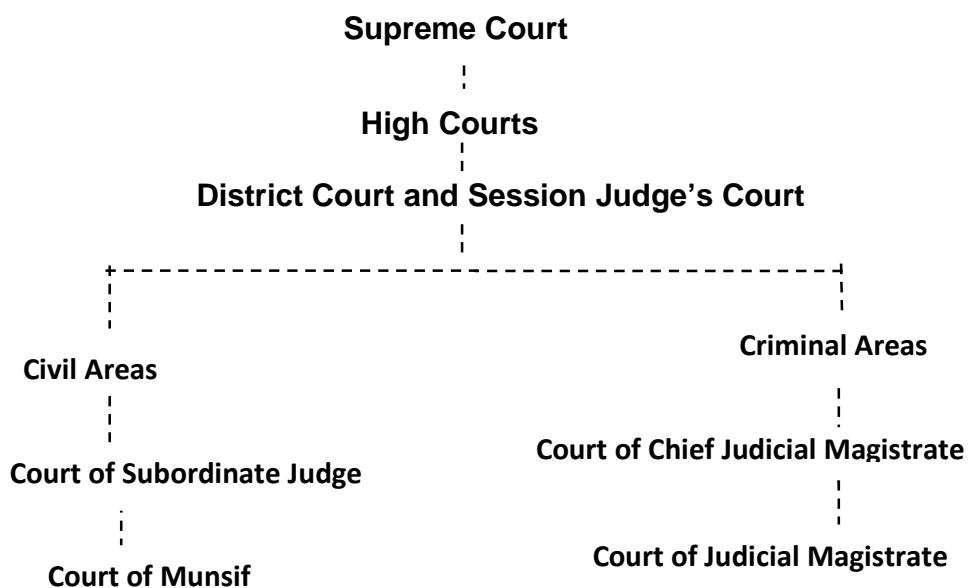 Supreme Court
High Courts
District Court and Session Judge’s Court
Civil Areas
Court of Subordinate Judge
Court of Munsif
Criminal Areas
Court of Chief Judicial Magistrate
Court of Judicial Magistrate